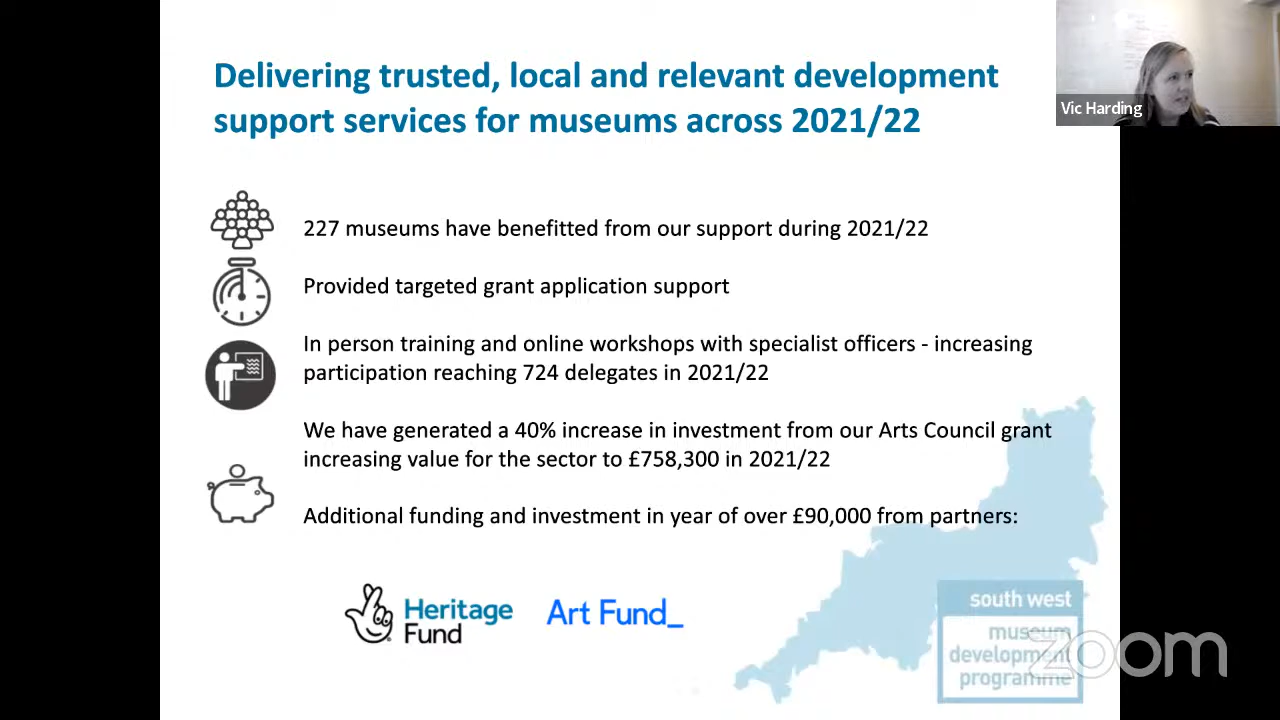 Delivering trusted, local and relevant development
support services for museums across 2021/22
Vic Harding
227 museums have benefitted from our support during 2021/22
Provided targeted grant application support
In person training and online workshops with specialist officers - increasing
participation reaching 724 delegates in 2021/22
We have generated a 40% increase in investment from our Arts Council grant
increasing value for the sector to £758,300 in 2021/22
Additional funding and investment in year of over £90,000 from partners:
Heritage
Fund
Art Fund_
south west
museum
development
programme
zoom